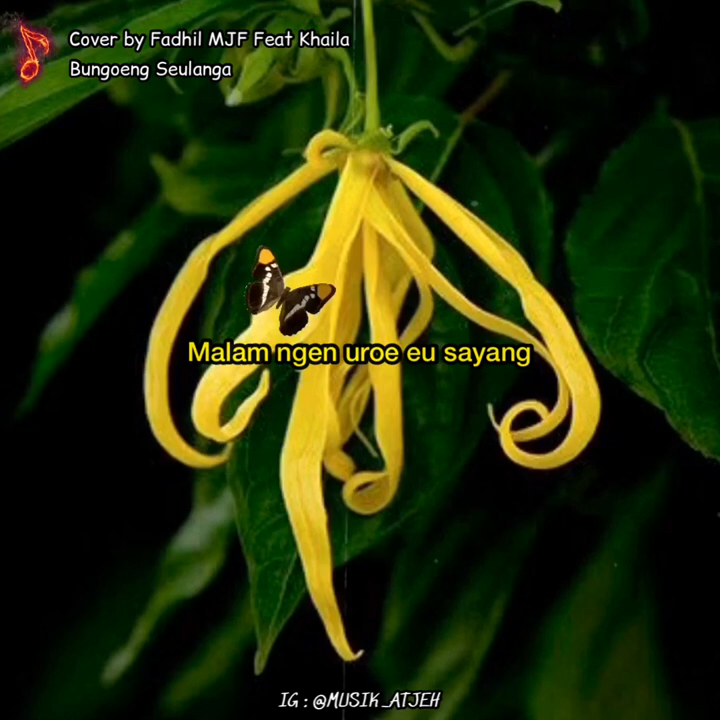 Cover by Fadhil MJF Feat Khaila
Bungoeng Seulanga
Malam ngen uroe eu sayang
IG : @MUSIK_ATJEH